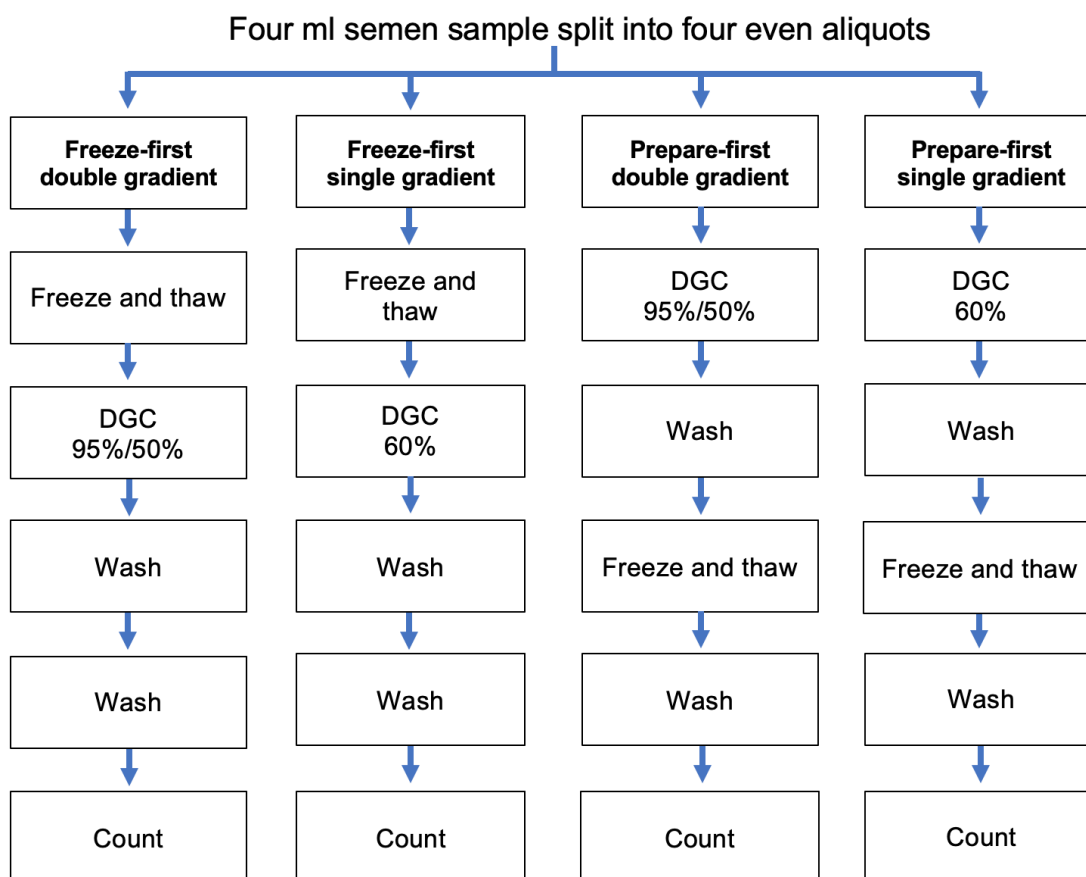 Four ml semen sample split into four even aliquots
Freeze-first
double gradient
Freeze and thaw
DGC
95%/50%
Wash
Wash
Count
Freeze-first
single gradient
Freeze and
thaw
DGC
60%
Wash
Wash
Count
Prepare-first
double gradient
DGC
95%/50%
Wash
Freeze and thaw
Wash
Count
Prepare-first
single gradient
DGC
60%
Wash
Freeze and thaw
Wash
Count